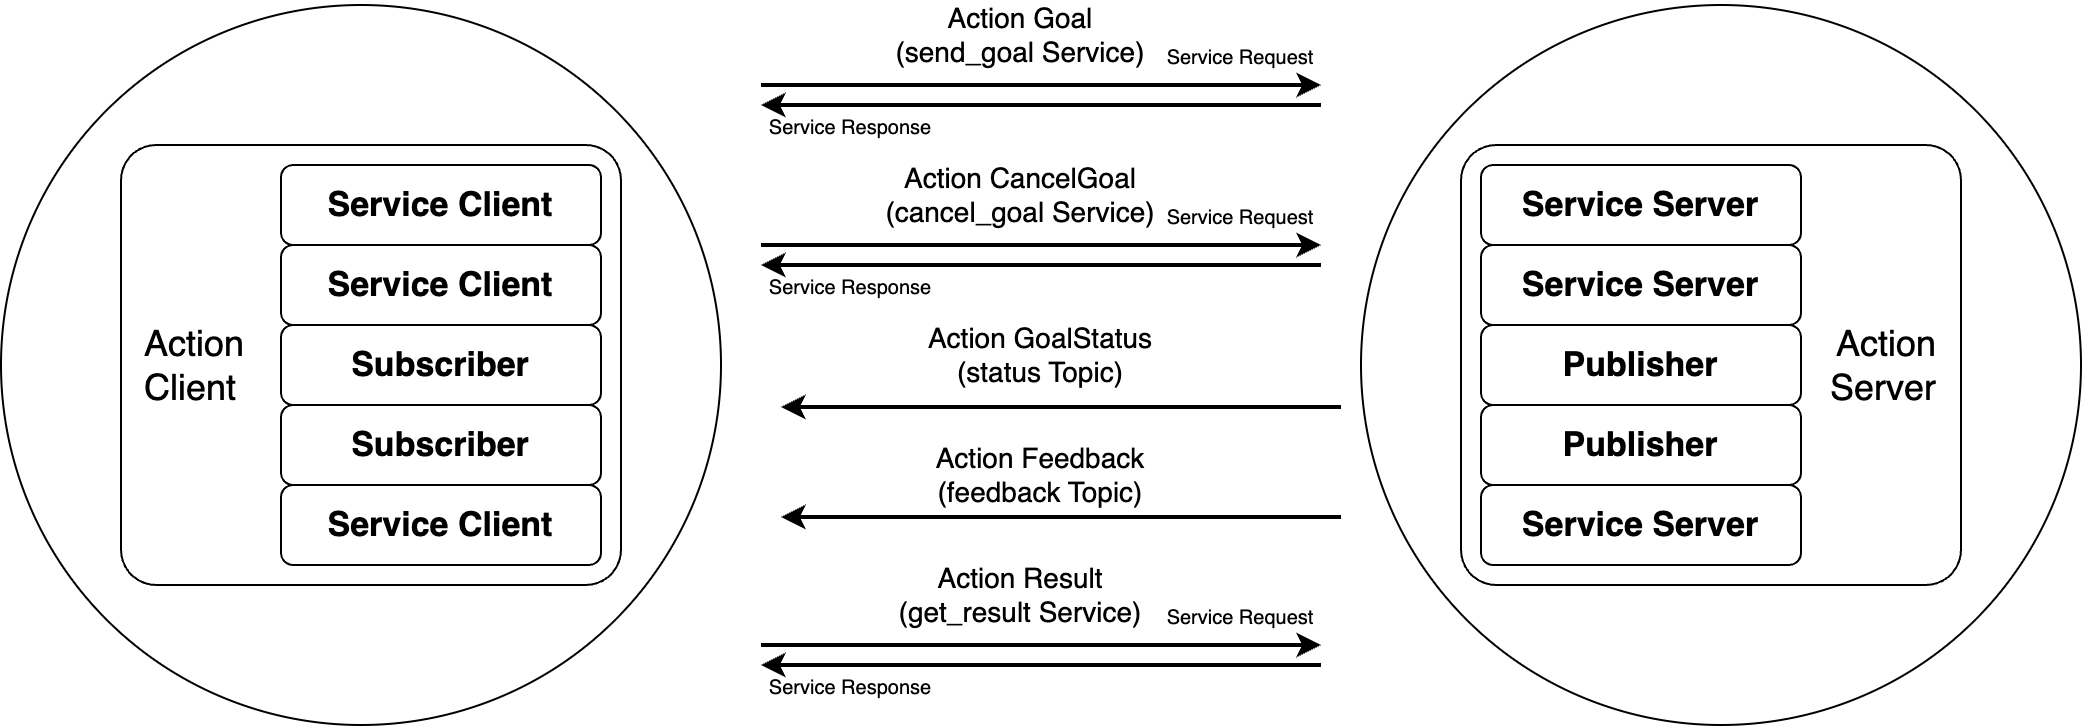 Action Client
Service Client
Service Client
Subscriber
Subscriber
Service Client
Action Goal
(send_goal Service)
Service Request
Service Response
Action CancelGoal
(cancel_goal Service)
Service Request
Service Response
Action GoalStatus
(status Topic)
Action Feedback
(feedback Topic)
Action Result
(get_result Service)
Service Request
Service Response
Service Server
Service Server
Publisher
Publisher
Service Server
Action
Server